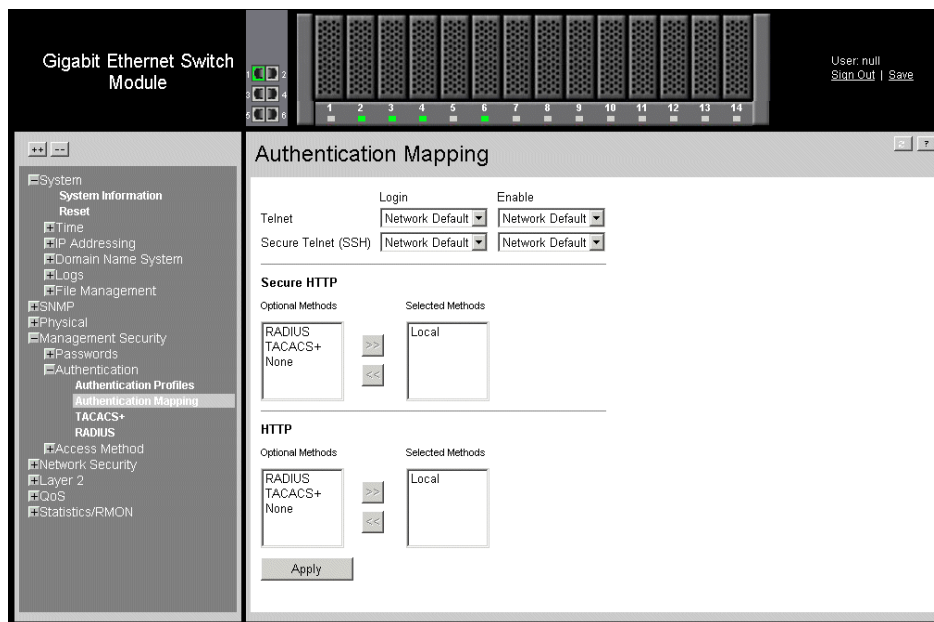 Gigabit Ethernet Switch
Module
1 2
3 4
5 6
1 2 3 4 5 6 7 8 9 10 11 12 13 14
User: null
Sign Out | Save
++ --
Authentication Mapping
?
System
System Information
Reset
Time
IP Addressing
Domain Name System
Logs
File Management
SNMP
Physical
Management Security
Passwords
Authentication
Authentication Profiles
Authentication Mapping
TACACS+
RADIUS
Access Method
Network Security
Layer 2
QoS
Statistics/RMON
Login Enable
Telnet Network Default Network Default
Secure Telnet (SSH) Network Default Network Default
Secure HTTP
Optional Methods Selected Methods
RADIUS Local
TACACS+ >>
None
<<
HTTP
Optional Methods Selected Methods
RADIUS Local
TACACS+ >>
None
<<
Apply